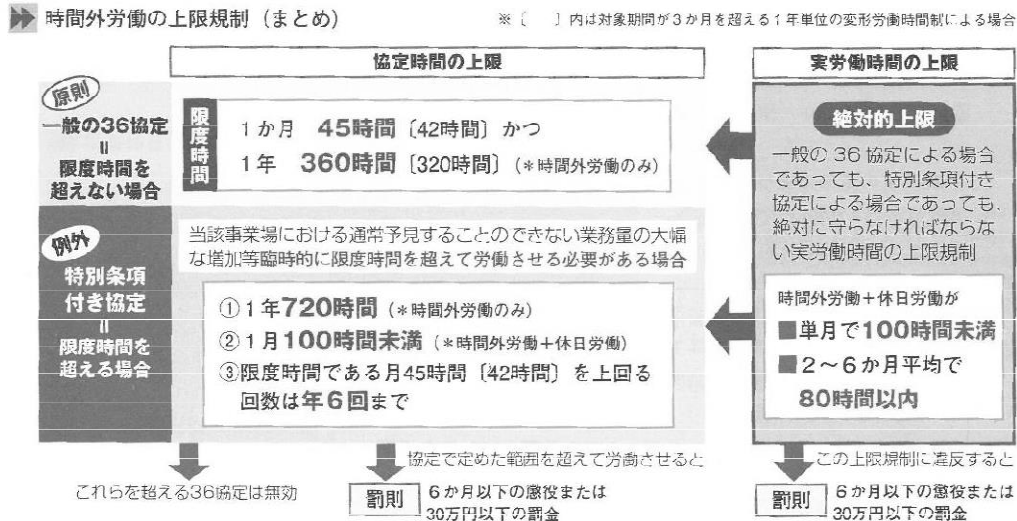 時間外労働の上限規制（まとめ）
※〔　〕内は対象期間が3か月を超える1年単位の変形労働時間制による場合
協定時間の上限
実労働時間の上限
原則
一般の36協定
=
限度時間を
超えない場合
限度時間
1か月 45時間〔42時間〕かつ
1年 360時間〔320時間〕(*時間外労働のみ)
例外
特別条項
付き協定
=
限度時間を
超える場合
当該事業場における通常予見することのできない業務量の大幅
な増加等臨時的に限度時間を超えて労働させる必要がある場合
①1年720時間(*時間外労働のみ)
②1月100時間未満(*時間外労働+休日労働)
③限度時間である月45時間〔42時間〕を上回る
回数は年6回まで
絶対的上限
一般の36協定による場合
であっても、特別条項付き
協定による場合であっても、
絶対に守らなければならな
い実労働時間の上限規制
時間外労働+休日労働が
■単月で100時間未満
■2〜6か月平均で
80時間以内
これらを超える36協定は無効
協定で定めた範囲を超えて労働させると
罰則
6か月以下の懲役または
30万円以下の罰金
この上限規制に違反すると
罰則
6か月以下の懲役または
30万円以下の罰金